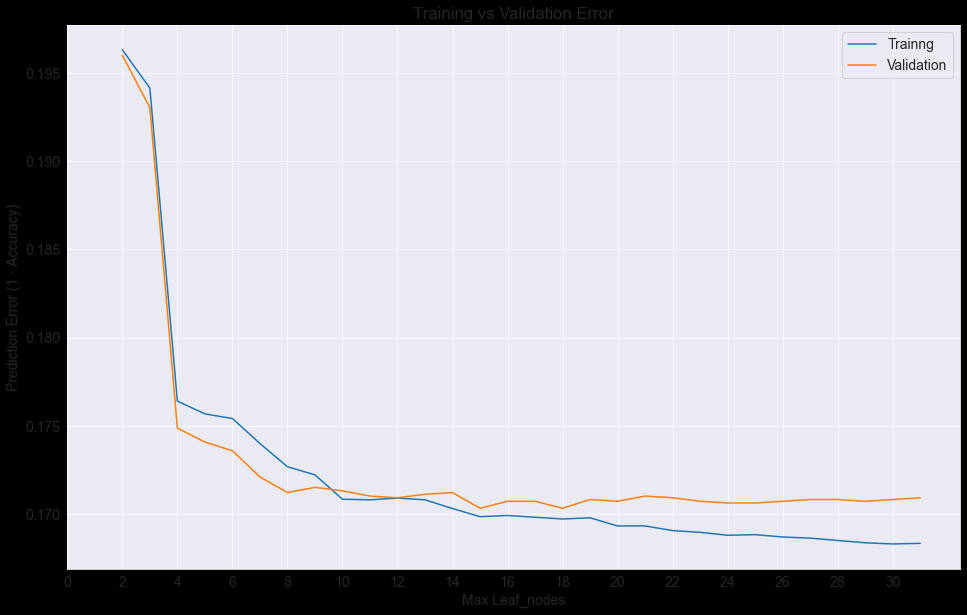 Training vs Validation Error
Trainng
Validation
Prediction Error (1 - Accuracy)
0.195
0.190
0.185
0.180
0.175
0.170
0 2 4 6 8 10 12 14 16 18 20 22 24 26 28 30
Max Leaf_nodes